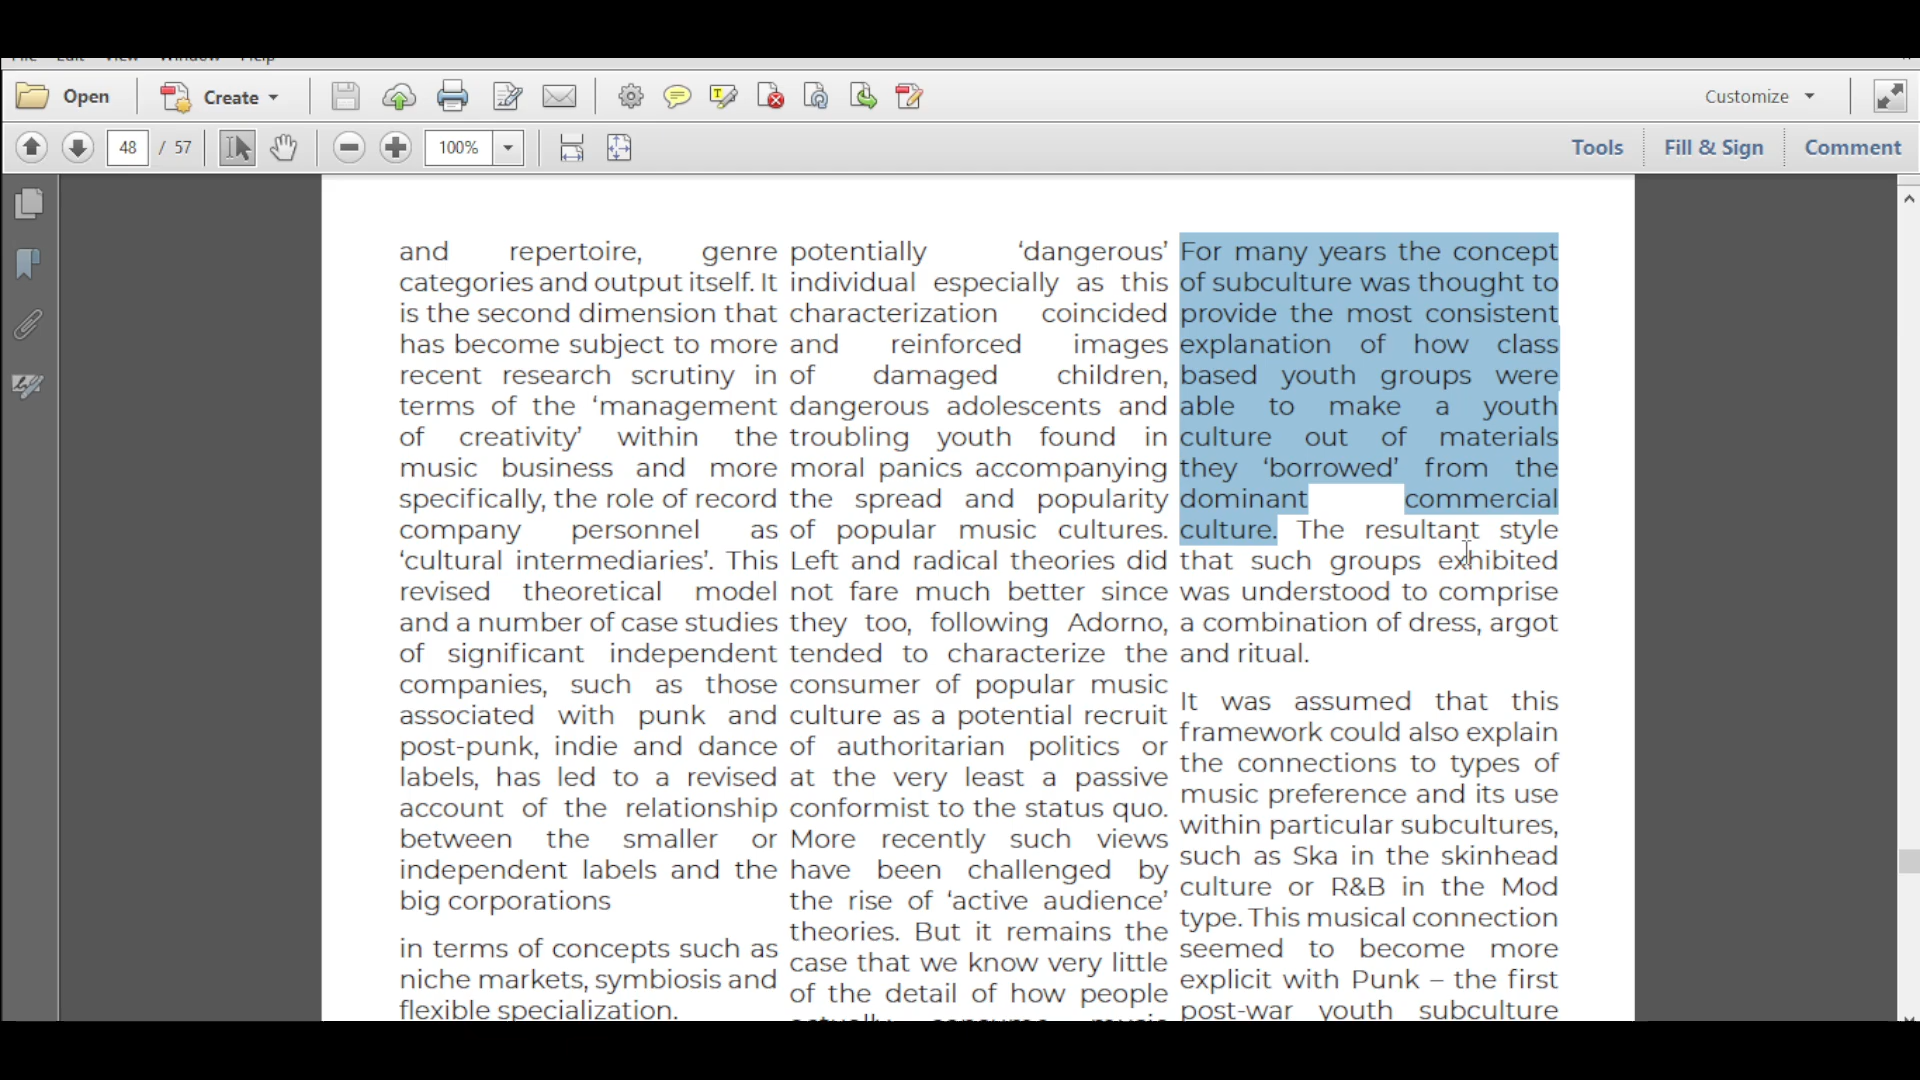 Open
Create
Customize
48 / 57
100%
Tools
Fill & Sign
Comment
and repertoire, genre
categories and output itself. It
is the second dimension that
has become subject to more
recent research scrutiny in
terms of the ‘management
of creativity’ within the
music business and more
specifically, the role of record
company personnel as
‘cultural intermediaries’. This
revised theoretical model
and a number of case studies
of significant independent
companies, such as those
associated with punk and
post-punk, indie and dance
labels, has led to a revised
account of the relationship
between the smaller or
independent labels and the
big corporations
in terms of concepts such as
niche markets, symbiosis and
flexible specialization.
potentially ‘dangerous’
individual especially as this
characterization coincided
and reinforced images
of damaged children,
dangerous adolescents and
troubling youth found in
moral panics accompanying
the spread and popularity
of popular music cultures.
Left and radical theories did
not fare much better since
they too, following Adorno,
tended to characterize the
consumer of popular music
culture as a potential recruit
of authoritarian politics or
at the very least a passive
conformist to the status quo.
More recently such views
have been challenged by
the rise of ‘active audience’
theories. But it remains the
case that we know very little
of the detail of how people
For many years the concept
of subculture was thought to
provide the most consistent
explanation of how class
based youth groups were
able to make a youth
culture out of materials
they ‘borrowed’ from the
dominant commercial
culture. The resultant style
that such groups exhibited
was understood to comprise
a combination of dress, argot
and ritual.
It was assumed that this
framework could also explain
the connections to types of
music preference and its use
within particular subcultures,
such as Ska in the skinhead
culture or R&B in the Mod
type. This musical connection
seemed to become more
explicit with Punk – the first
post-war youth subculture